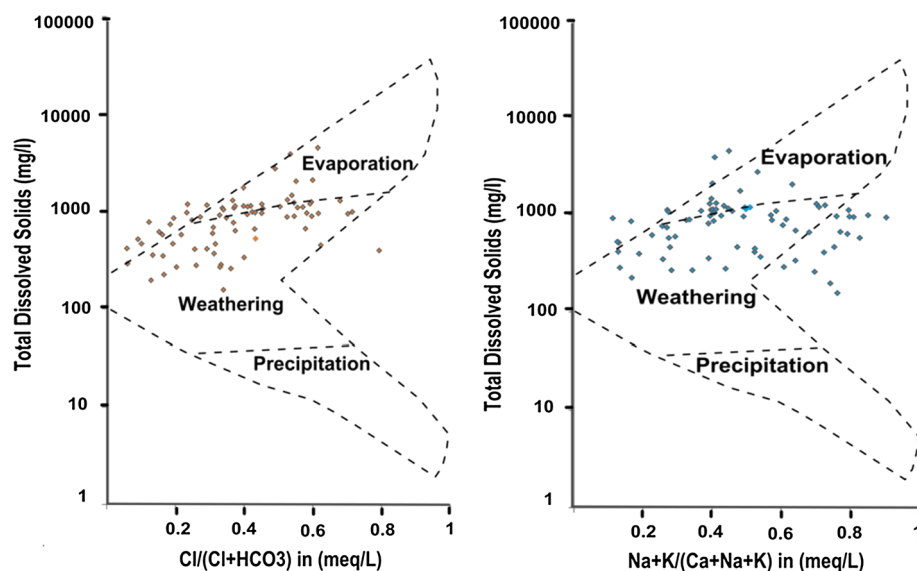 100000
10000
1000
100
10
1
Total Dissolved Solids (mg/l)
Evaporation
Weathering
Precipitation
0.2
0.4
0.6
0.8
1
Cl/(Cl+HCO3) in (meq/L)
100000
10000
1000
100
10
1
Total Dissolved Solids (mg/l)
Evaporation
Weathering
Precipitation
0.2
0.4
0.6
0.8
1
Na+K/(Ca+Na+K) in (meq/L)